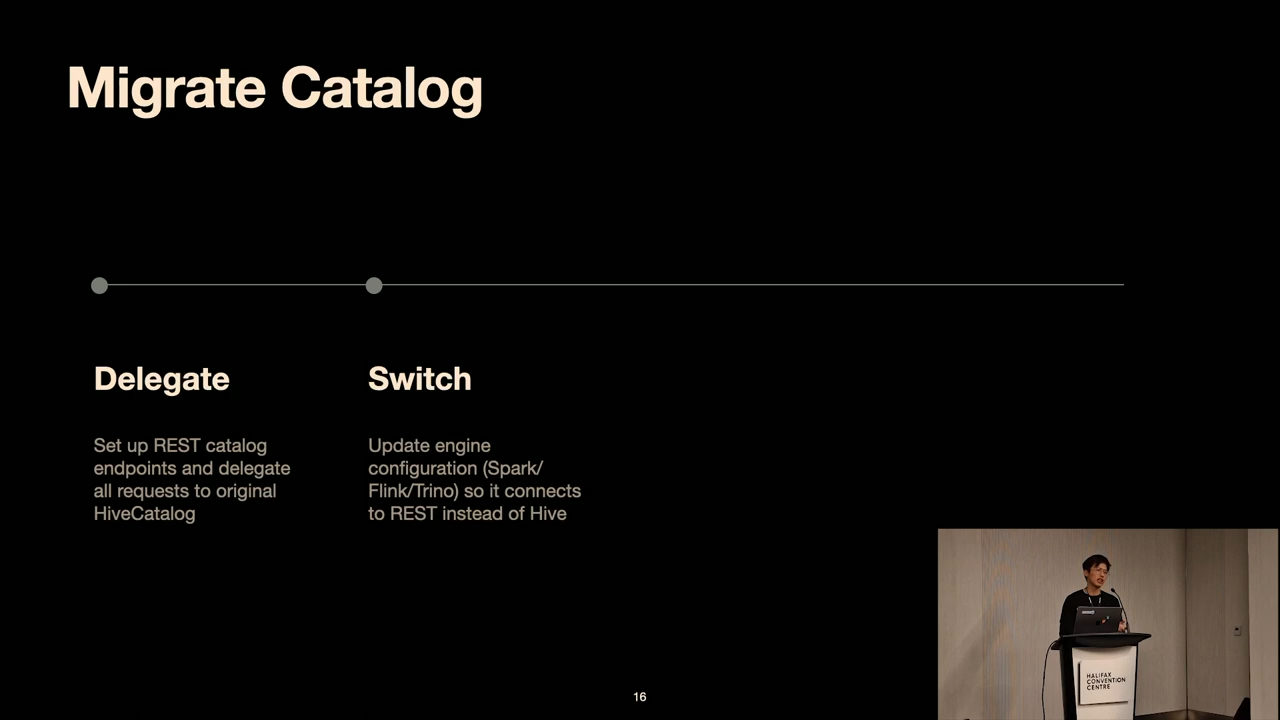 Migrate Catalog
Delegate
Set up REST catalog
endpoints and delegate
all requests to original
HiveCatalog
Switch
Update engine
configuration (Spark/
Flink/Trino) so it connects
to REST instead of Hive
HALIFAX
CONVENTION
CENTRE
16